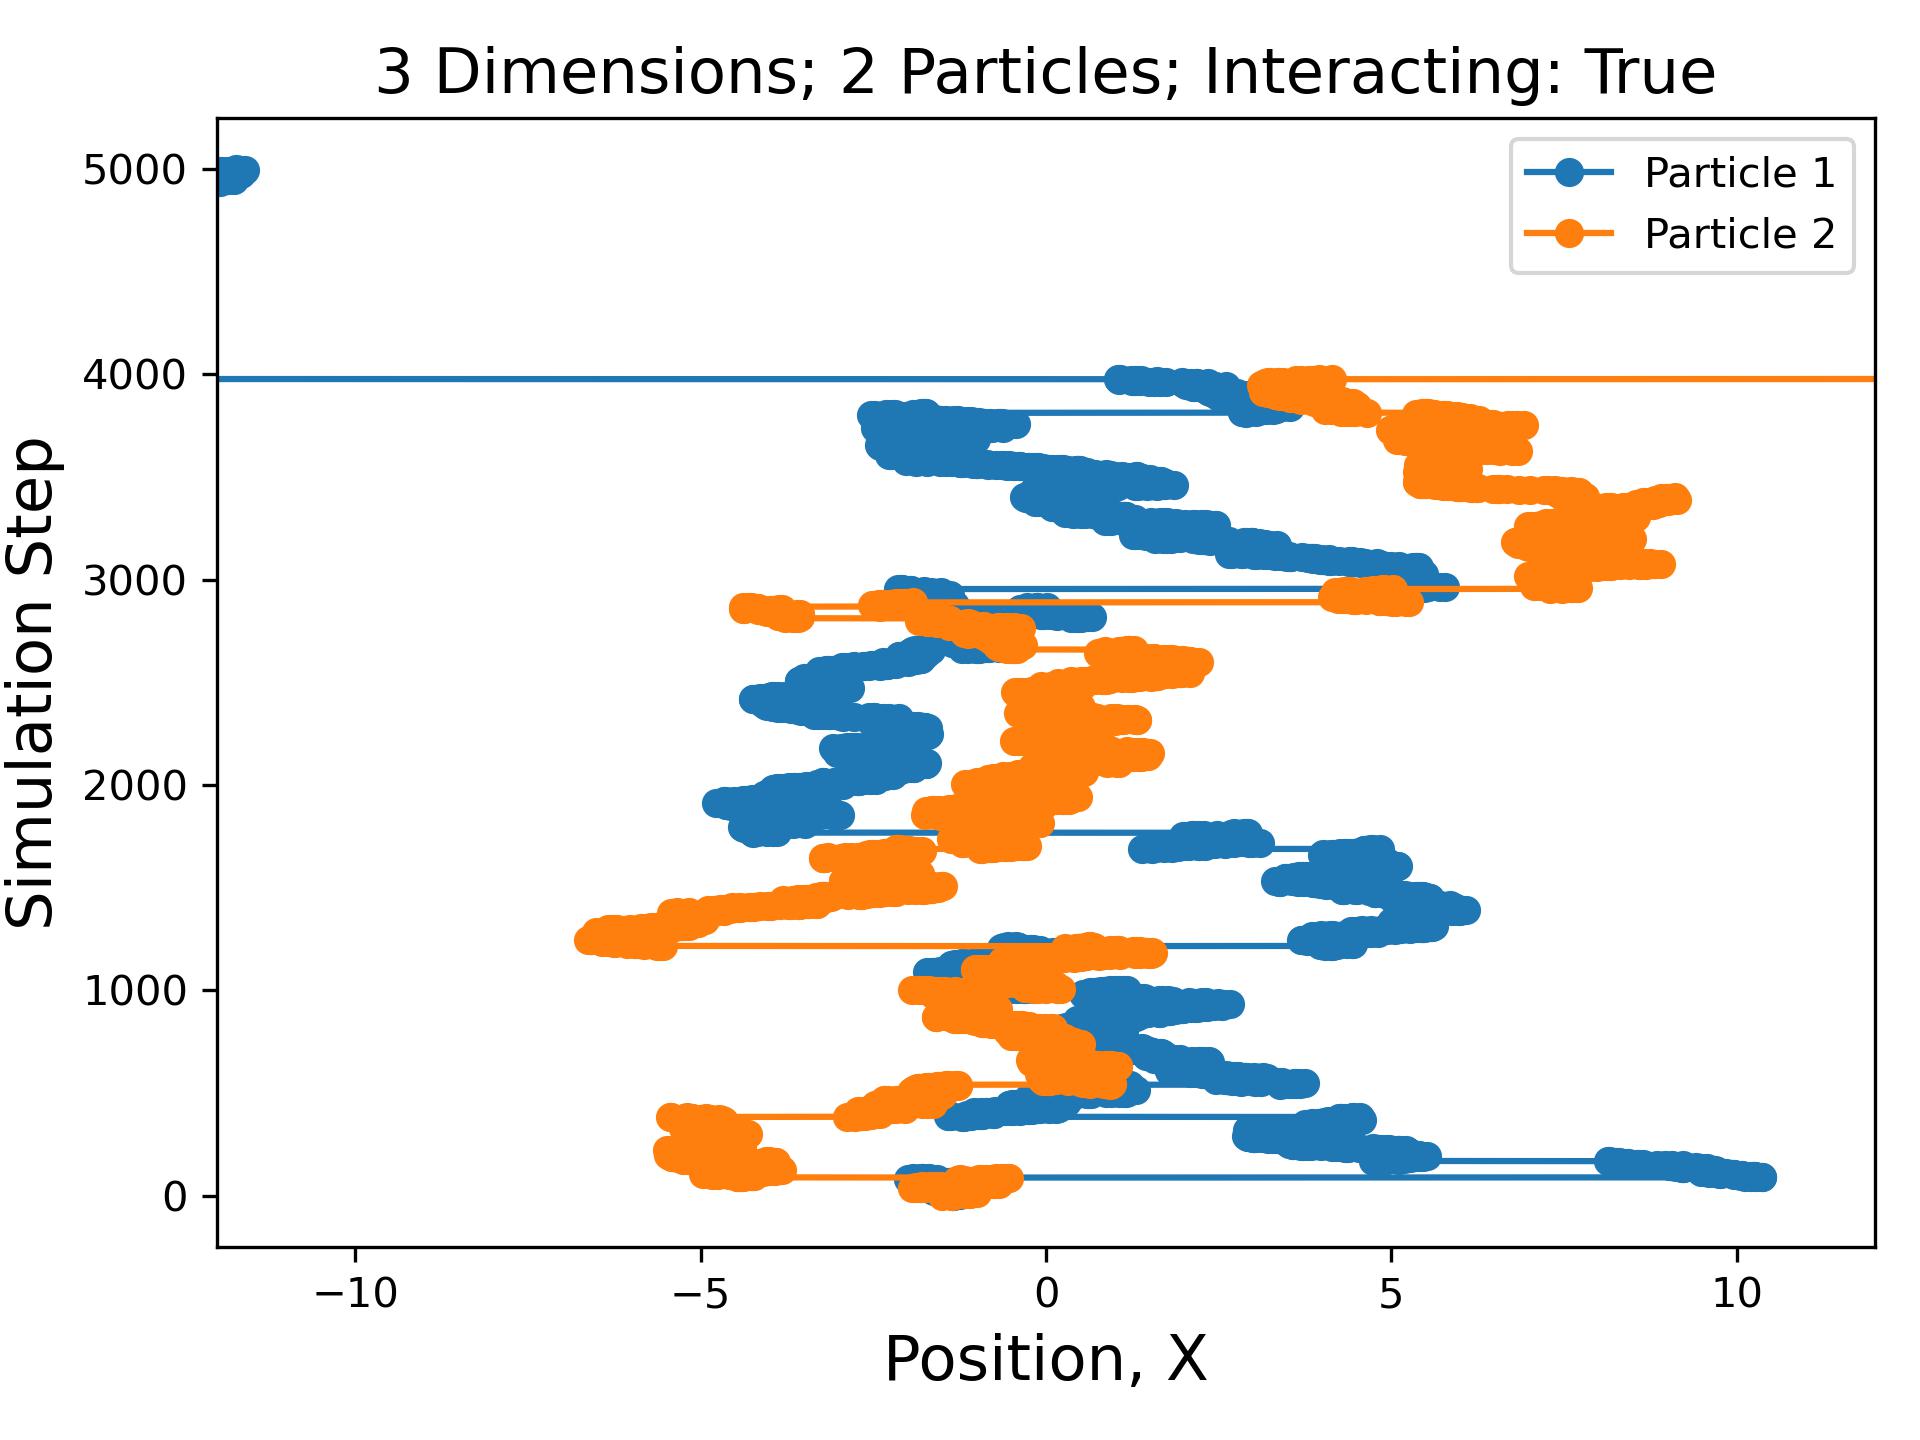 3 Dimensions; 2 Particles; Interacting: True
Particle 1
Particle 2
5000
4000
3000
2000
1000
0
Simulation Step
−10
−5
0
5
10
Position, X